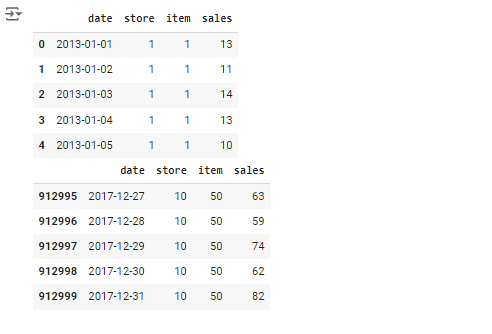 date store item sales
0 2013-01-01 1 1 13
1 2013-01-02 1 1 11
2 2013-01-03 1 1 14
3 2013-01-04 1 1 13
4 2013-01-05 1 1 10
date store item sales
912995 2017-12-27 10 50 63
912996 2017-12-28 10 50 59
912997 2017-12-29 10 50 74
912998 2017-12-30 10 50 62
912999 2017-12-31 10 50 82